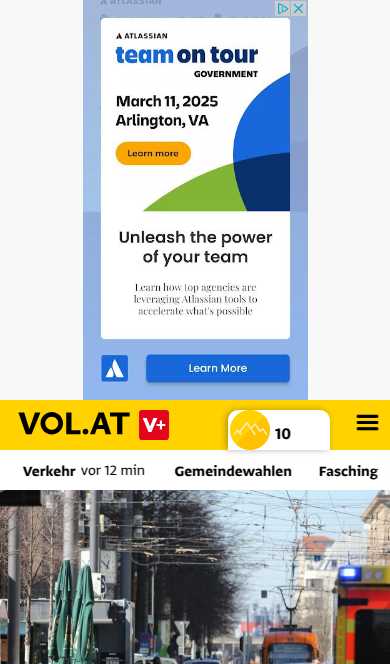 ATLASSIAN
ATLASSIAN
team on tour
GOVERNMENT
March 11, 2025
Arlington, VA
Learn more
Unleash the power
of your team
Learn how top agencies are
leveraging Atlassian tools to
accelerate what's possible
Learn More
VOL.AT V+
10
Verkehr vor 12 min Gemeindewahlen Fasching